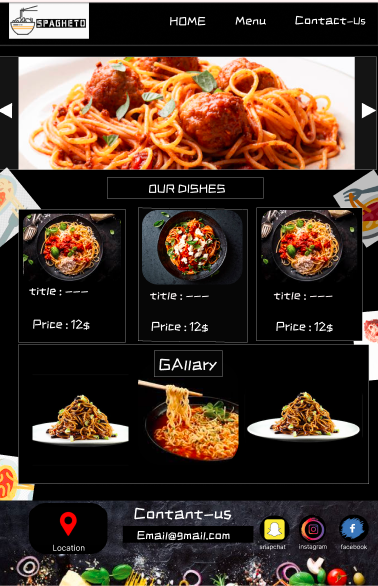 SPAGHETO
HOME Menu Contact-Us
OUR DISHES
title : --- title : --- title : ---
Price : 12$ Price : 12$ Price : 12$
GAllary
Contant-us
Email@gmail.com
Location snapchat instagram facebook